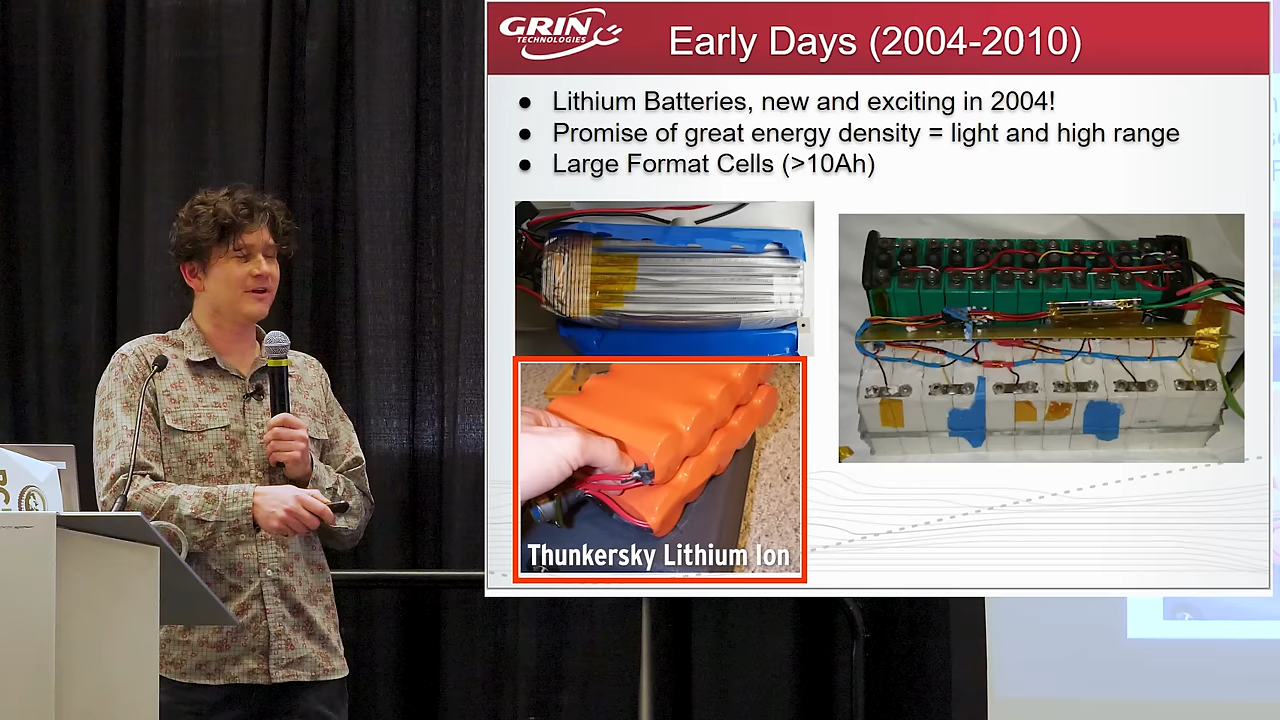 GRIN
TECHNOLOGIES
Early Days (2004-2010)
● Lithium Batteries, new and exciting in 2004!
● Promise of great energy density = light and high range
● Large Format Cells (>10Ah)
Thunkersky Lithium Ion